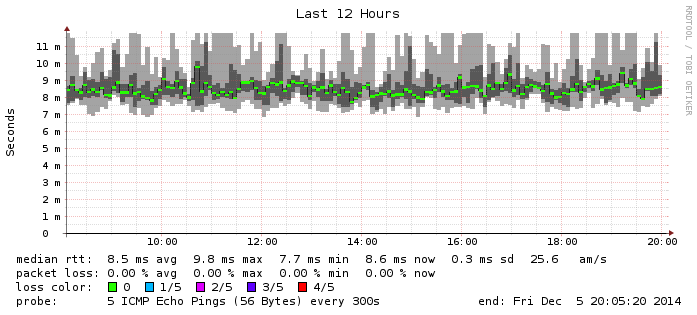 Last 12 Hours
RRDTOOL / TOBI OETIKER
Seconds
11 m
10 m
9 m
8 m
7 m
6 m
5 m
4 m
3 m
2 m
1 m
0
10:00 12:00 14:00 16:00 18:00 20:00
median rtt: 8.5 ms avg 9.8 ms max 7.7 ms min 8.6 ms now 0.3 ms sd 25.6 am/s
packet loss: 0.00 % avg 0.00 % max 0.00 % min 0.00 % now
loss color: 0 1/5 2/5 3/5 4/5
probe: 5 ICMP Echo Pings (56 Bytes) every 300s end: Fri Dec 5 20:05:20 2014